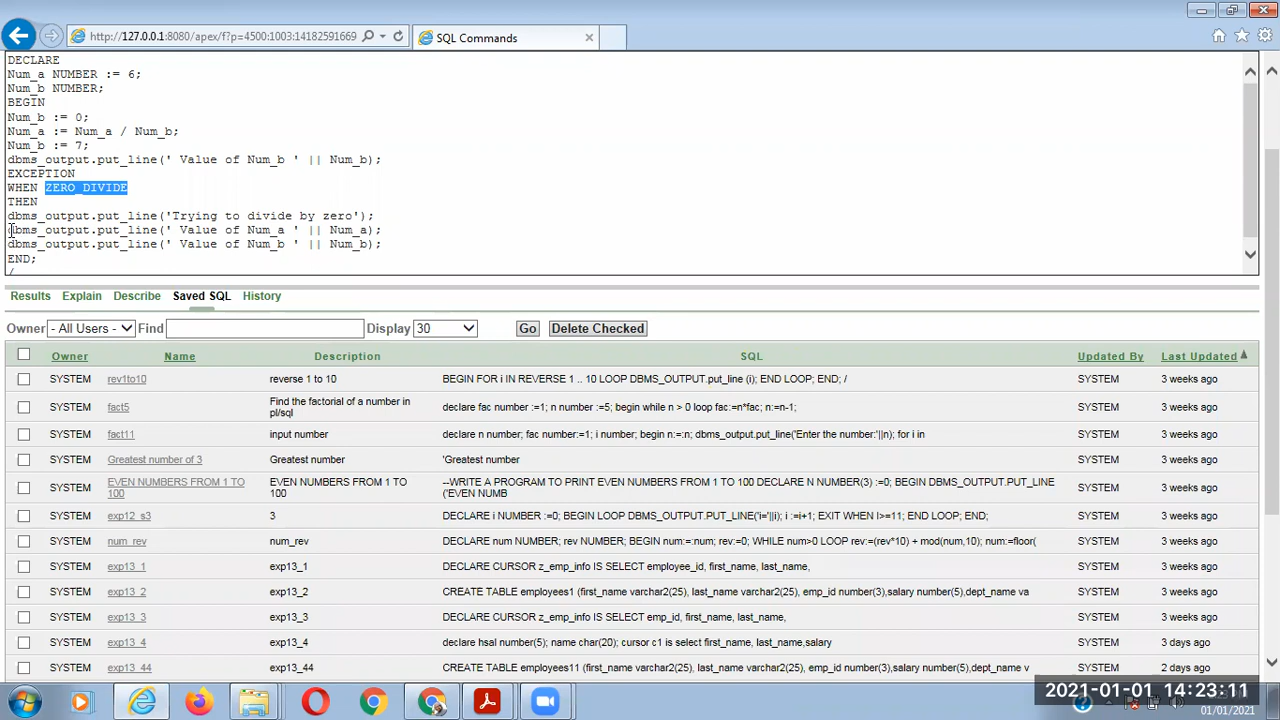 http://127.0.0.1:8080/apex/f?p=4500:1003:14182591669
SQL Commands
DECLARE
Num_a NUMBER := 6;
Num_b NUMBER;
BEGIN
Num_b := 0;
Num_a := Num_a / Num_b;
Num_b := 7;
dbms_output.put_line(' Value of Num_b ' || Num_b);
EXCEPTION
WHEN ZERO_DIVIDE
THEN
dbms_output.put_line('Trying to divide by zero');
dbms_output.put_line(' Value of Num_a ' || Num_a);
dbms_output.put_line(' Value of Num_b ' || Num_b);
END;
/
Results Explain Describe Saved SQL History
Owner - All Users - Find Display 30 Go Delete Checked
Owner Name Description SQL Updated By Last Updated
SYSTEM rev1to10 reverse 1 to 10 BEGIN FOR i IN REVERSE 1 .. 10 LOOP DBMS_OUTPUT.put_line (i); END LOOP; END; / SYSTEM 3 weeks ago
SYSTEM fact5 Find the factorial of a number in pl/sql declare fac number :=1; n number :=5; begin while n > 0 loop fac:=n*fac; n:=n-1; SYSTEM 3 weeks ago
SYSTEM fact11 input number declare n number; fac number:=1; i number; begin n:=:n; dbms_output.put_line('Enter the number:'||n); for i in SYSTEM 3 weeks ago
SYSTEM Greatest number of 3 Greatest number 'Greatest number SYSTEM 3 weeks ago
SYSTEM EVEN NUMBERS FROM 1 TO 100 EVEN NUMBERS FROM 1 TO 100 --WRITE A PROGRAM TO PRINT EVEN NUMBERS FROM 1 TO 100 DECLARE N NUMBER(3) :=0; BEGIN DBMS_OUTPUT.PUT_LINE ('EVEN NUMB SYSTEM 3 weeks ago
SYSTEM exp12_s3 3 DECLARE i NUMBER :=0; BEGIN LOOP DBMS_OUTPUT.PUT_LINE('i='||i); i :=i+1; EXIT WHEN I>=11; END LOOP; END; SYSTEM 3 weeks ago
SYSTEM num_rev num_rev DECLARE num NUMBER; rev NUMBER; BEGIN num:=:num; rev:=0; WHILE num>0 LOOP rev:=(rev*10) + mod(num,10); num:=floor( SYSTEM 3 weeks ago
SYSTEM exp13_1 exp13_1 DECLARE CURSOR z_emp_info IS SELECT employee_id, first_name, last_name, SYSTEM 3 weeks ago
SYSTEM exp13_2 exp13_2 CREATE TABLE employees1 (first_name varchar2(25), last_name varchar2(25), emp_id number(3),salary number(5),dept_name va SYSTEM 3 weeks ago
SYSTEM exp13_3 exp13_3 DECLARE CURSOR z_emp_info IS SELECT emp_id, first_name, last_name, SYSTEM 3 weeks ago
SYSTEM exp13_4 exp13_4 declare hsal number(5); name char(20); cursor c1 is select first_name, last_name,salary SYSTEM 3 days ago
SYSTEM exp13_44 exp13_44 CREATE TABLE employees11 (first_name varchar2(25), last_name varchar2(25), emp_id number(3),salary number(5),dept_name v SYSTEM 2 days ago
2021-01-01 14:23:11
01/01/2021